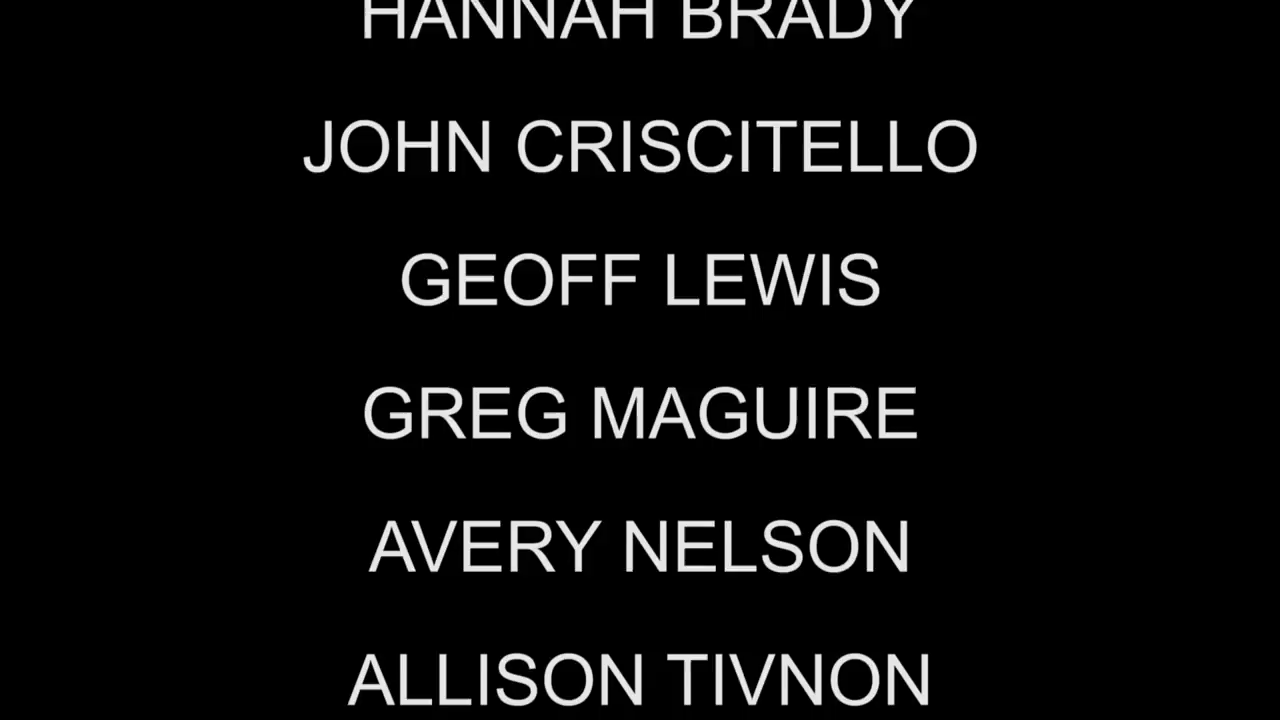 HANNAH BRADY
JOHN CRISCITELLO
GEOFF LEWIS
GREG MAGUIRE
AVERY NELSON
ALLISON TIVNON